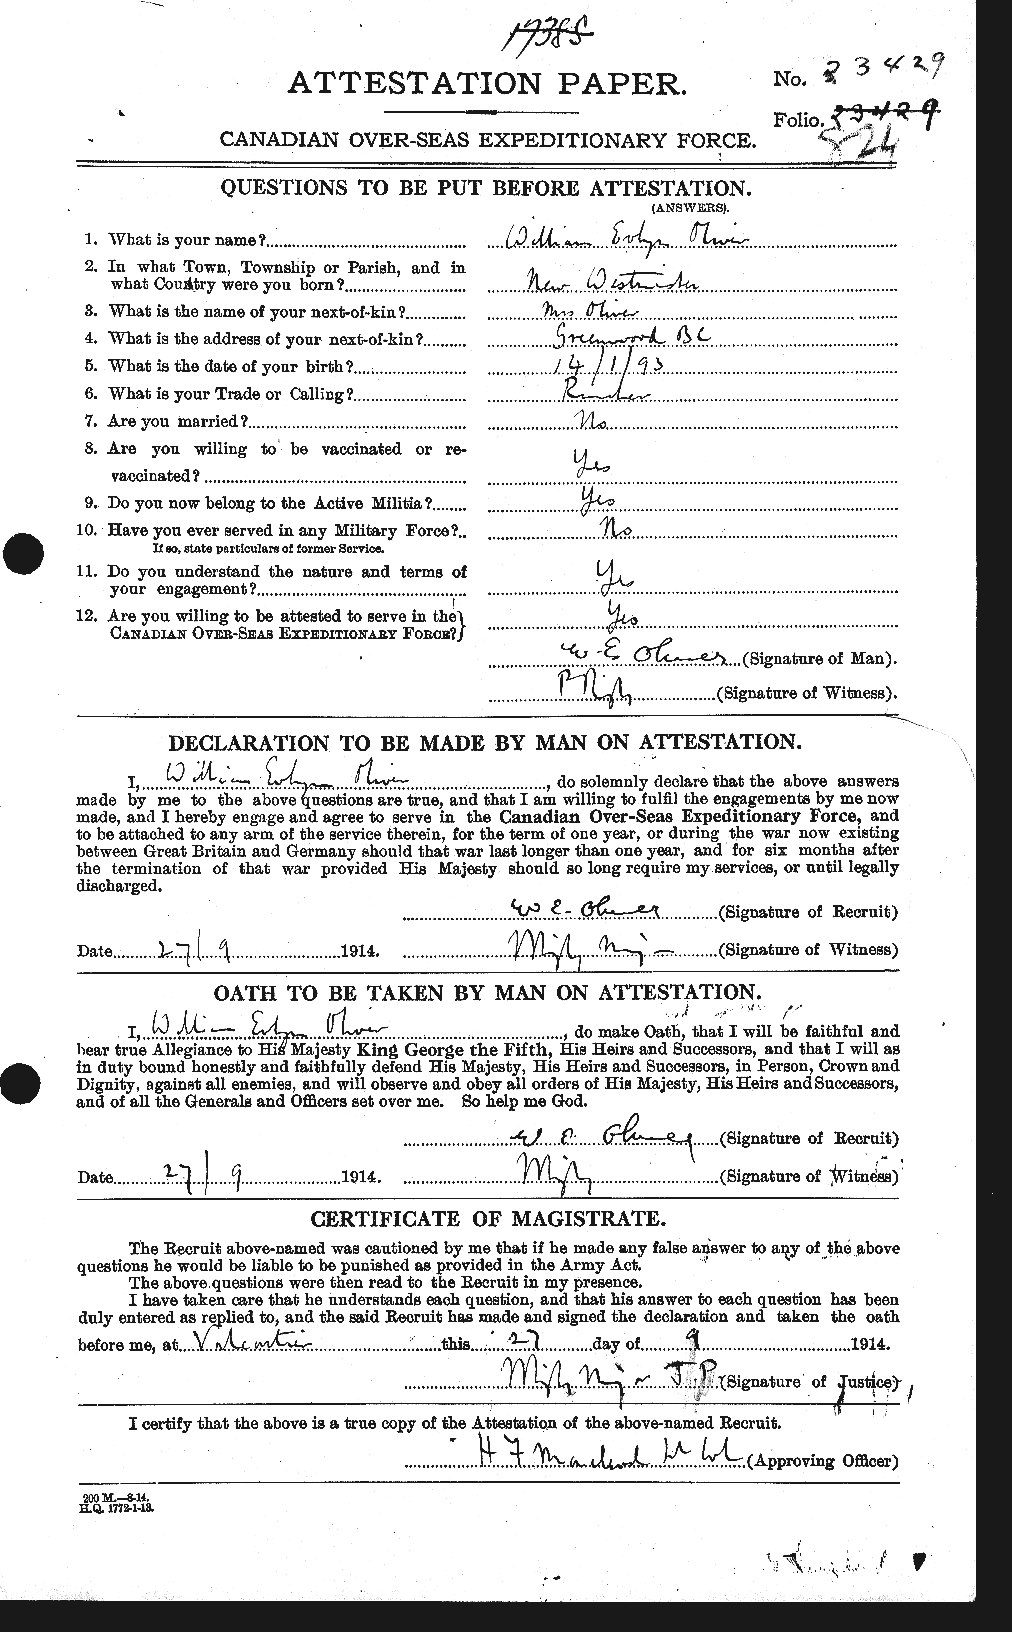 19385
ATTESTATION PAPER.
No. 23429
Folio. 23429
S-24
CANADIAN OVER-SEAS EXPEDITIONARY FORCE.
QUESTIONS TO BE PUT BEFORE ATTESTATION.
(ANSWERS).
1. What is your name? William Evlyn Oliver
2. In what Town, Township or Parish, and in
what Country were you born? New Westminster
3. What is the name of your next-of-kin? Mrs Oliver
4. What is the address of your next-of-kin? Greenwood BC
5. What is the date of your birth? 14/1/93
6. What is your Trade or Calling? Rancher
7. Are you married? No
8. Are you willing to be vaccinated or re-
vaccinated? Yes
9. Do you now belong to the Active Militia? Yes
10. Have you ever served in any Military Force? No
If so, state particulars of former Service.
11. Do you understand the nature and terms of
your engagement? Yes
12. Are you willing to be attested to serve in the
CANADIAN OVER-SEAS EXPEDITIONARY FORCE? Yes
W E Oliver (Signature of Man).
(Signature of Witness).
DECLARATION TO BE MADE BY MAN ON ATTESTATION.
I, William Evlyn Oliver, do solemnly declare that the above answers
made by me to the above questions are true, and that I am willing to fulfil the engagements by me now
made, and I hereby engage and agree to serve in the Canadian Over-Seas Expeditionary Force, and
to be attached to any arm of the service therein, for the term of one year, or during the war now existing
between Great Britain and Germany should that war last longer than one year, and for six months after
the termination of that war provided His Majesty should so long require my services, or until legally
discharged.
W E Oliver (Signature of Recruit)
Date 27/9 1914. (Signature of Witness)
OATH TO BE TAKEN BY MAN ON ATTESTATION.
I, William Evlyn Oliver, do make Oath, that I will be faithful and
bear true Allegiance to His Majesty King George the Fifth, His Heirs and Successors, and that I will as
in duty bound honestly and faithfully defend His Majesty, His Heirs and Successors, in Person, Crown and
Dignity, against all enemies, and will observe and obey all orders of His Majesty, His Heirs and Successors,
and of all the Generals and Officers set over me. So help me God.
W E Oliver (Signature of Recruit)
Date 27/9 1914. (Signature of Witness)
CERTIFICATE OF MAGISTRATE.
The Recruit above-named was cautioned by me that if he made any false answer to any of the above
questions he would be liable to be punished as provided in the Army Act.
The above questions were then read to the Recruit in my presence.
I have taken care that he understands each question, and that his answer to each question has been
duly entered as replied to, and the said Recruit has made and signed the declaration and taken the oath
before me, at Valcartier this 27 day of 9 1914.
J.P. (Signature of Justice)
I certify that the above is a true copy of the Attestation of the above-named Recruit.
H F Macleod Lt Col (Approving Officer)
200 M.—8-14.
H.Q. 1772-1-13.